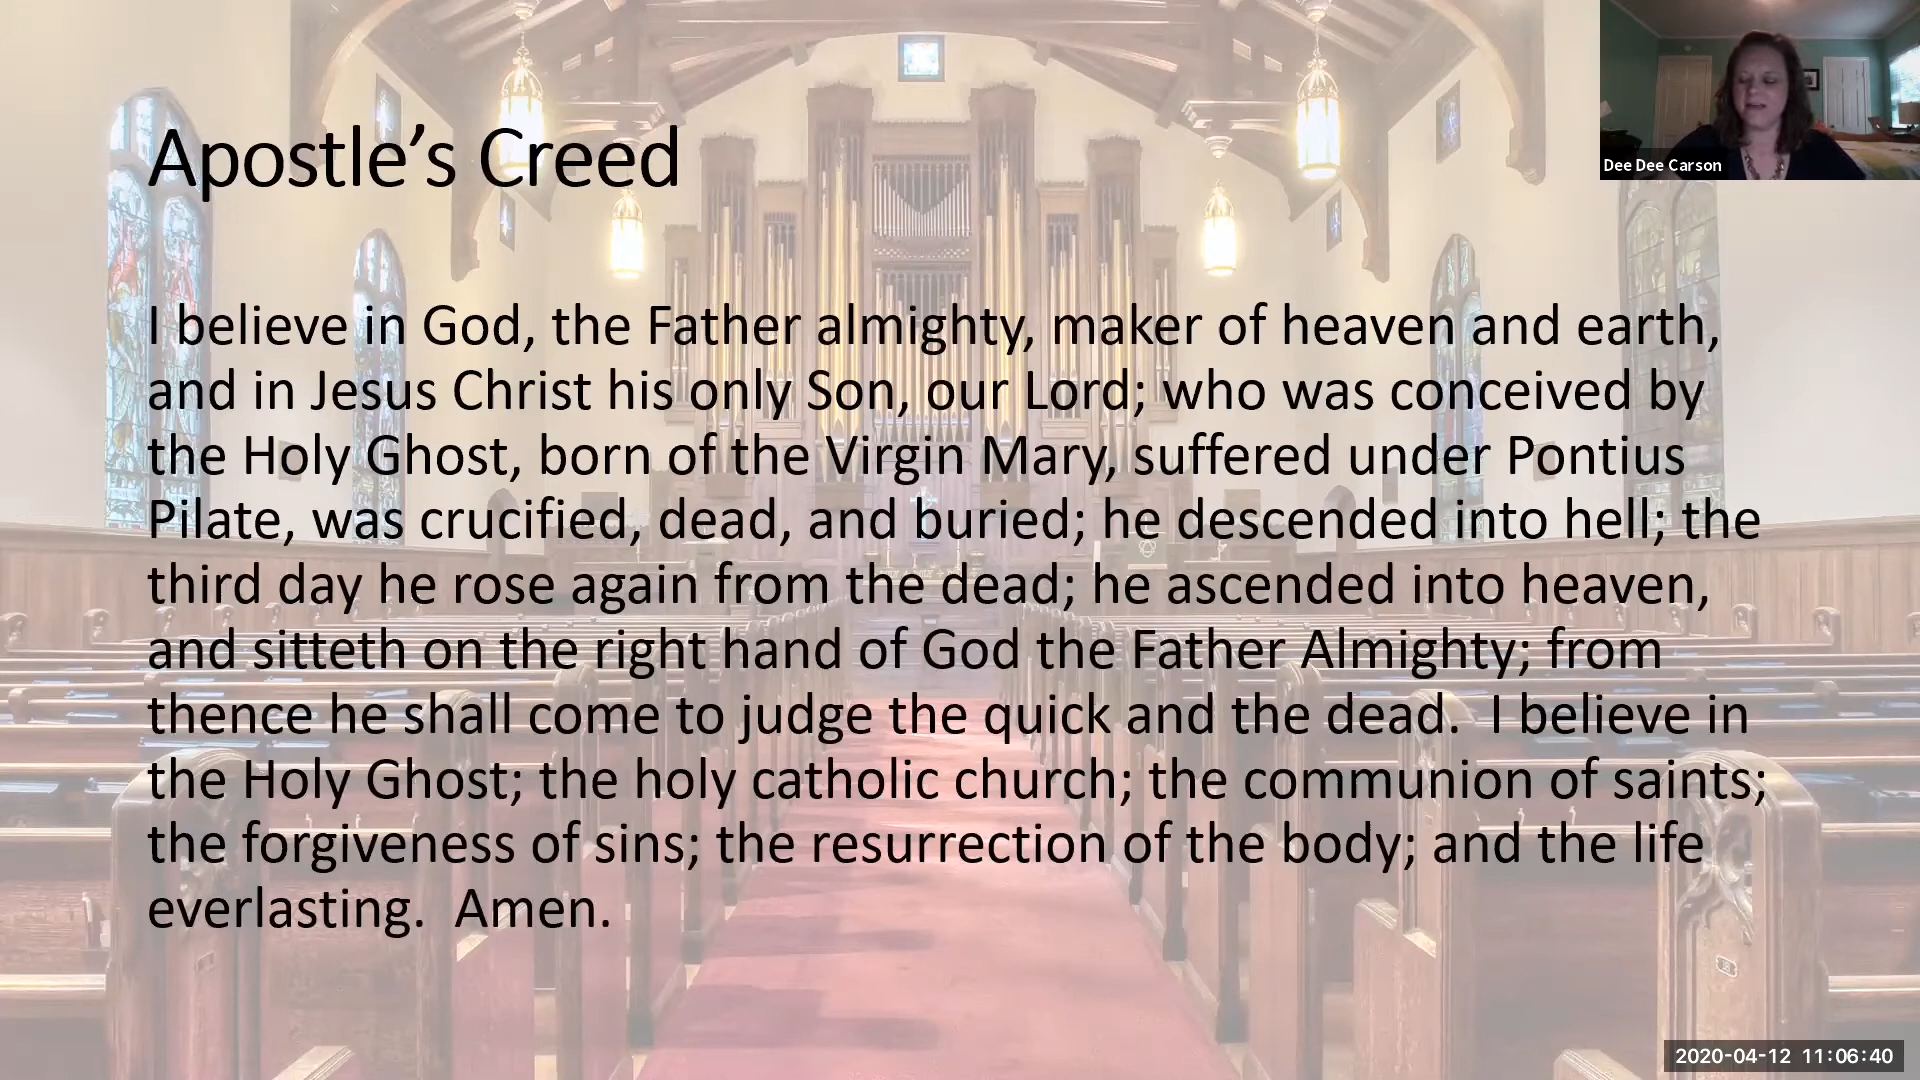 Apostle’s Creed
Dee Dee Carson
I believe in God, the Father almighty, maker of heaven and earth,
and in Jesus Christ his only Son, our Lord; who was conceived by
the Holy Ghost, born of the Virgin Mary, suffered under Pontius
Pilate, was crucified, dead, and buried; he descended into hell; the
third day he rose again from the dead; he ascended into heaven,
and sitteth on the right hand of God the Father Almighty; from
thence he shall come to judge the quick and the dead.  I believe in
the Holy Ghost; the holy catholic church; the communion of saints;
the forgiveness of sins; the resurrection of the body; and the life
everlasting.  Amen.
2020-04-12 11:06:40